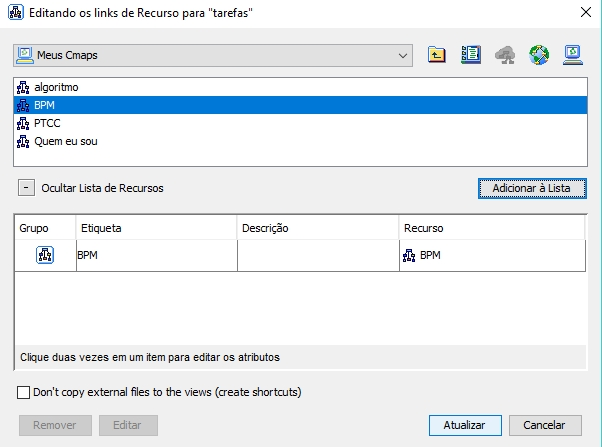 Editando os links de Recurso para "tarefas"
Meus Cmaps
algoritmo
BPM
PTCC
Quem eu sou
- Ocultar Lista de Recursos Adicionar à Lista
Grupo Etiqueta Descrição Recurso
BPM BPM
Clique duas vezes em um item para editar os atributos
Don't copy external files to the views (create shortcuts)
Remover Editar Atualizar Cancelar